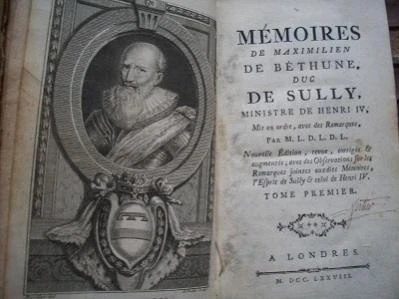 MÉMOIRES
DE MAXIMILIEN
DE BÉTHUNE,
DUC
DE SULLY,
MINISTRE DE HENRI IV.
Mis en ordre, avec des Remarques,
PAR M. L. D. L. D. L.
Nouvelle Édition, revue, corrigée &
augmentée, avec des Observations sur les
Remarques jointes auxdits Mémoires,
l'Esprit de Sully & celui de Henri IV.
TOME PREMIER.
A LONDRES.
M. DCC. LXXVIII.